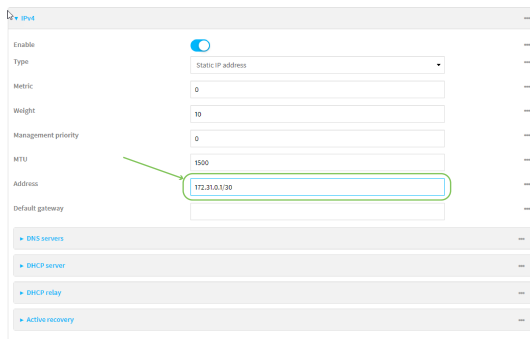 IPv4
Enable
Type Static IP address
Metric 0
Weight 10
Management priority 0
MTU 1500
Address 172.31.0.1/30
Default gateway
DNS servers
DHCP server
DHCP relay
Active recovery